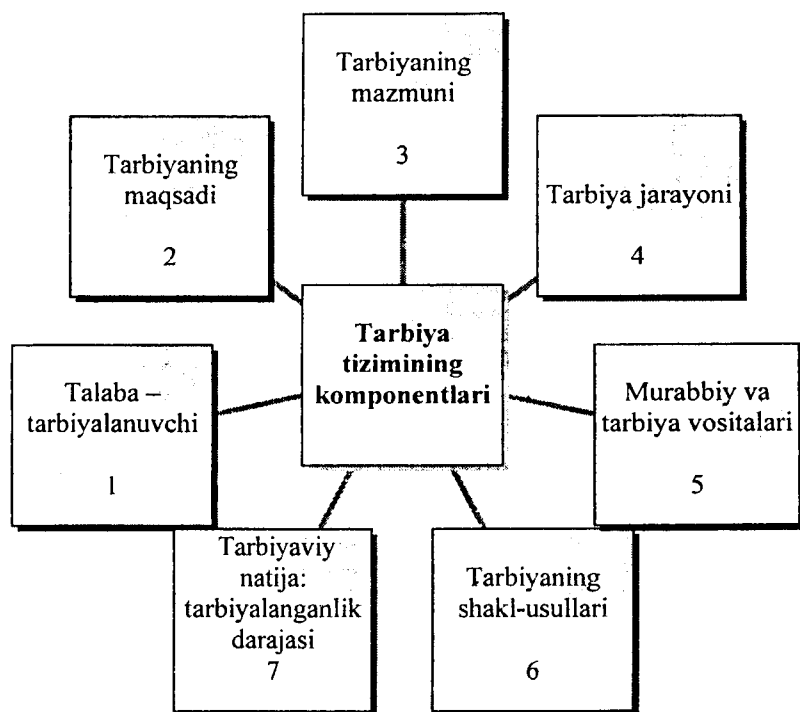 Tarbiyaning
mazmuni
3
Tarbiyaning
maqsadi
2
Tarbiya jarayoni
4
Tarbiya
tizimining
komponentlari
Talaba –
tarbiyalanuvchi
1
Murabbiy va
tarbiya vositalari
5
Tarbiyaviy
natija:
tarbiyalanganlik
darajasi
7
Tarbiyaning
shakl-usullari
6